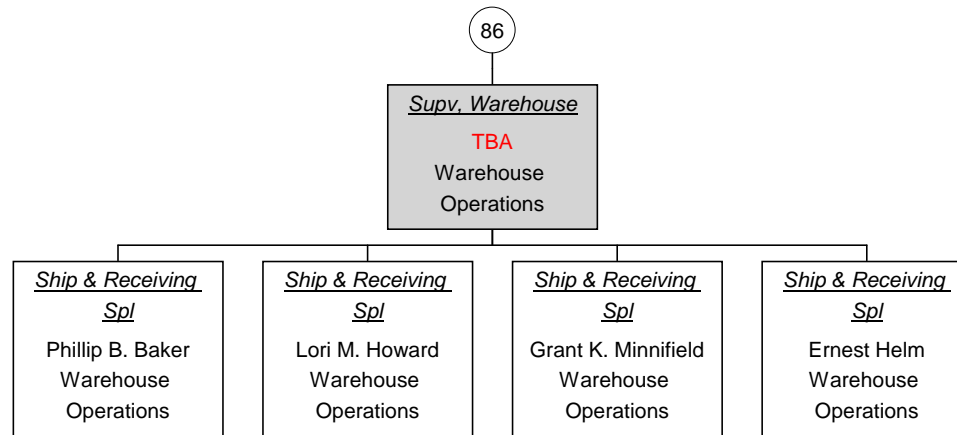 86
Supv, Warehouse
TBA
Warehouse
Operations
Ship & Receiving
Spl
Phillip B. Baker
Warehouse
Operations
Ship & Receiving
Spl
Lori M. Howard
Warehouse
Operations
Ship & Receiving
Spl
Grant K. Minnifield
Warehouse
Operations
Ship & Receiving
Spl
Ernest Helm
Warehouse
Operations